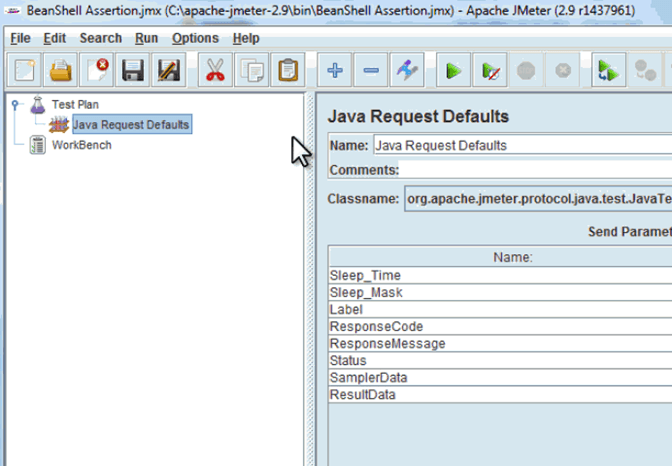 BeanShell Assertion.jmx (C:\apache-jmeter-2.9\bin\BeanShell Assertion.jmx) - Apache JMeter (2.9 r1437961)
File Edit Search Run Options Help
Test Plan
Java Request Defaults
WorkBench
Java Request Defaults
Name: Java Request Defaults
Comments:
Classname: org.apache.jmeter.protocol.java.test.JavaTe
Send Paramet
Name:
Sleep_Time
Sleep_Mask
Label
ResponseCode
ResponseMessage
Status
SamplerData
ResultData